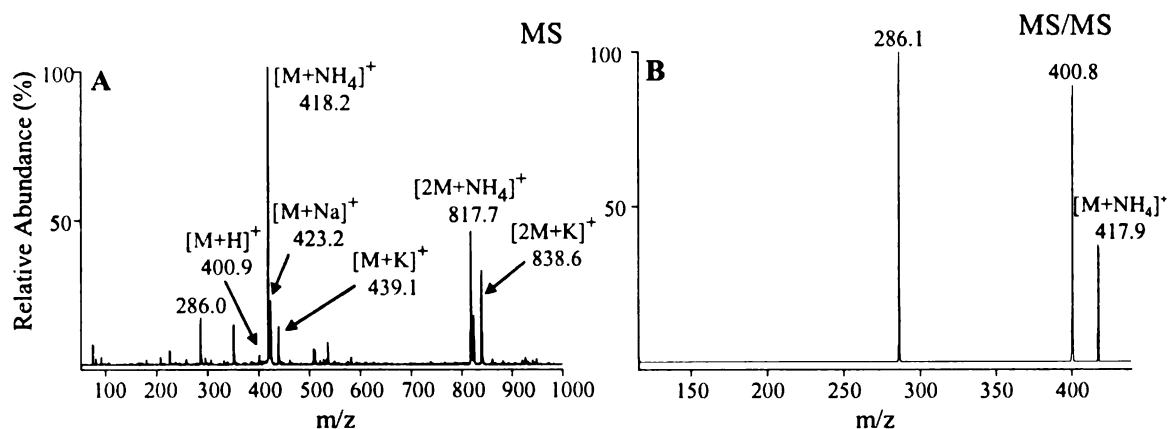 MS
A
Relative Abundance (%)
100
50
[M+NH₄]⁺
418.2
[M+Na]⁺
423.2
[M+H]⁺
400.9
[M+K]⁺
439.1
286.0
[2M+NH₄]⁺
817.7
[2M+K]⁺
838.6
100 200 300 400 500 600 700 800 900 1000
m/z
MS/MS
B
100
50
286.1
400.8
[M+NH₄]⁺
417.9
150 200 250 300 350 400
m/z